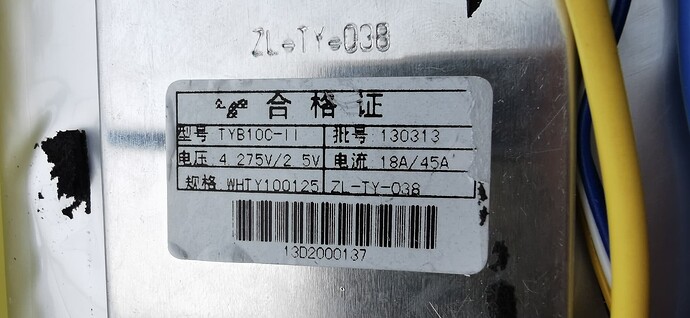 ZL-TY-038
合格证
型号 TYB10C-II 批号 130313
电压 4.275V/2.5V 电流 18A/45A
规格 WHTY100125 ZL-TY-038
13D2000137